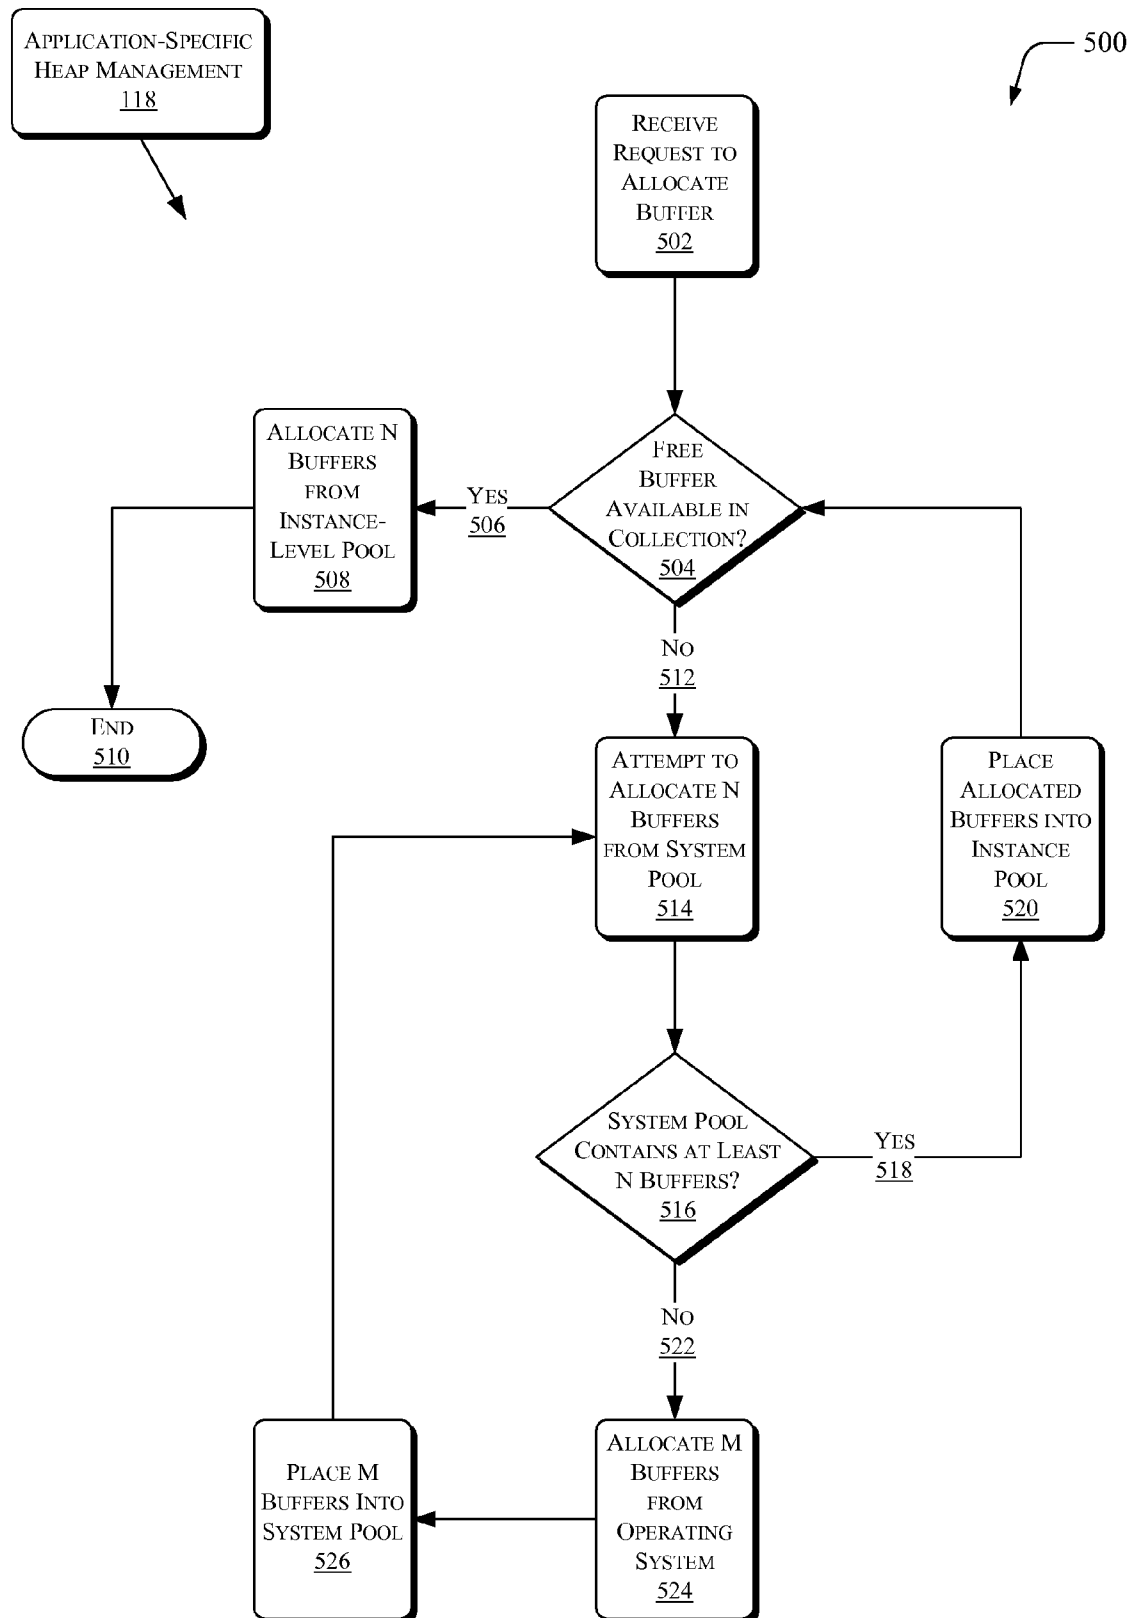 APPLICATION-SPECIFIC
HEAP MANAGEMENT
118
500
RECEIVE
REQUEST TO
ALLOCATE
BUFFER
502
FREE
BUFFER
AVAILABLE IN
COLLECTION?
504
YES
506
ALLOCATE N
BUFFERS
FROM
INSTANCE-
LEVEL POOL
508
END
510
NO
512
ATTEMPT TO
ALLOCATE N
BUFFERS
FROM SYSTEM
POOL
514
PLACE
ALLOCATED
BUFFERS INTO
INSTANCE
POOL
520
SYSTEM POOL
CONTAINS AT LEAST
N BUFFERS?
516
YES
518
NO
522
ALLOCATE M
BUFFERS
FROM
OPERATING
SYSTEM
524
PLACE M
BUFFERS INTO
SYSTEM POOL
526